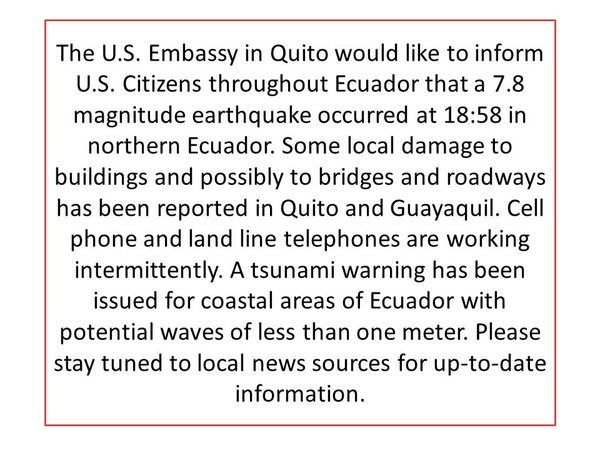 The U.S. Embassy in Quito would like to inform
U.S. Citizens throughout Ecuador that a 7.8
magnitude earthquake occurred at 18:58 in
northern Ecuador. Some local damage to
buildings and possibly to bridges and roadways
has been reported in Quito and Guayaquil. Cell
phone and land line telephones are working
intermittently. A tsunami warning has been
issued for coastal areas of Ecuador with
potential waves of less than one meter. Please
stay tuned to local news sources for up-to-date
information.